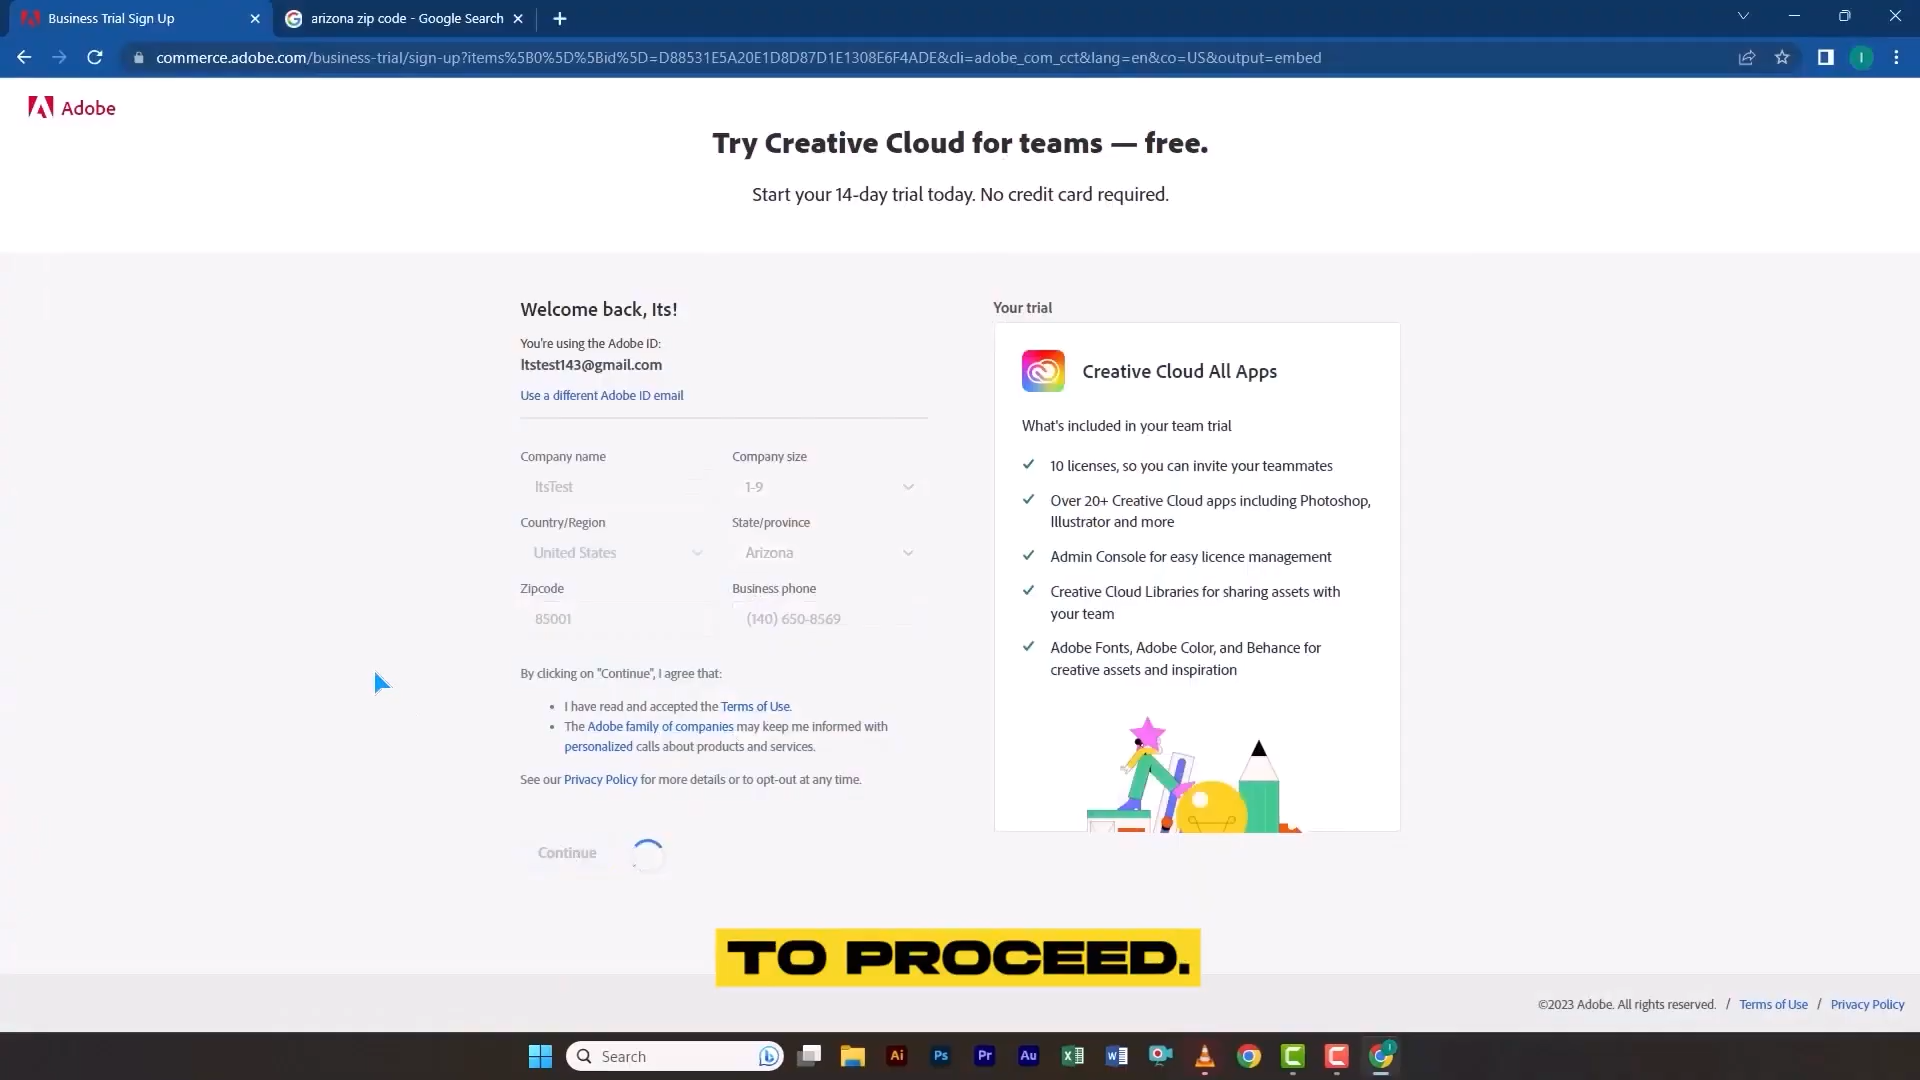 Business Trial Sign Up
arizona zip code - Google Search
commerce.adobe.com/business-trial/sign-up?items%5B0%5D%5Bid%5D=D88531E5A20E1D8D87D1E1308E6F4ADE&cli=adobe_com_cct&lang=en&co=US&output=embed
I
Adobe
Try Creative Cloud for teams — free.
Start your 14-day trial today. No credit card required.
Welcome back, Its!
You're using the Adobe ID:
Itstest143@gmail.com
Use a different Adobe ID email
Company name
Company size
ItsTest
1-9
Country/Region
State/province
United States
Arizona
Zipcode
Business phone
85001
(140) 650-8569
By clicking on "Continue", I agree that:
• I have read and accepted the Terms of Use.
• The Adobe family of companies may keep me informed with
personalized calls about products and services.
See our Privacy Policy for more details or to opt-out at any time.
Continue
Your trial
Creative Cloud All Apps
What's included in your team trial
10 licenses, so you can invite your teammates
Over 20+ Creative Cloud apps including Photoshop,
Illustrator and more
Admin Console for easy licence management
Creative Cloud Libraries for sharing assets with
your team
Adobe Fonts, Adobe Color, and Behance for
creative assets and inspiration
TO PROCEED.
©2023 Adobe. All rights reserved. / Terms of Use / Privacy Policy
Search
Ai
Ps
Pr
Au